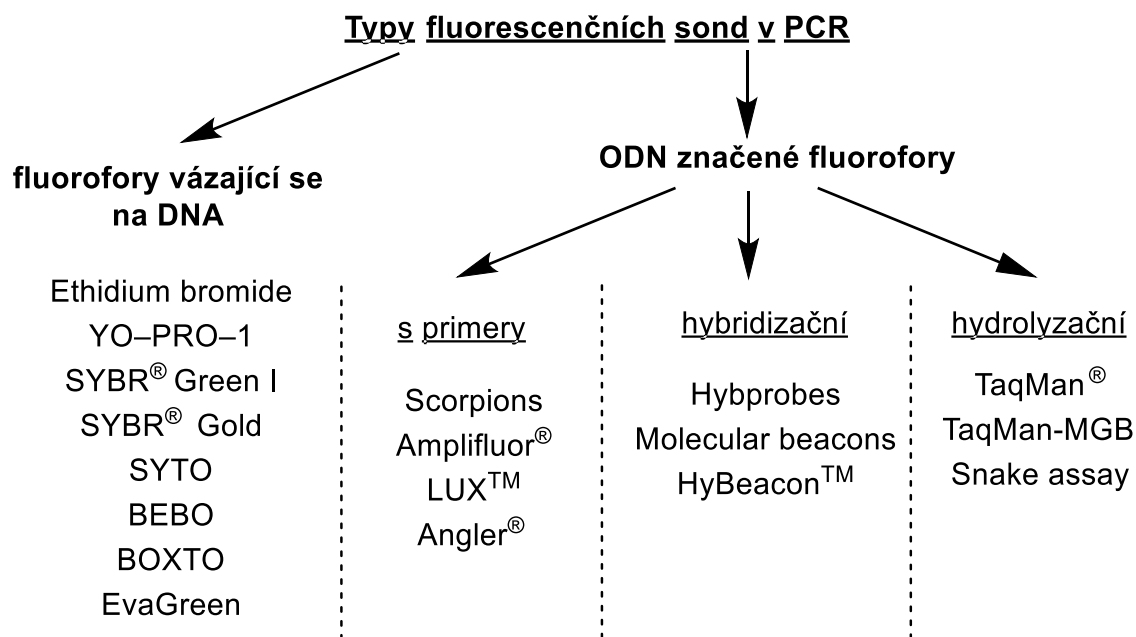 Typy fluorescenčních sond v PCR
fluorofory vázající se
na DNA
Ethidium bromide
YO–PRO–1
SYBR® Green I
SYBR® Gold
SYTO
BEBO
BOXTO
EvaGreen
ODN značené fluorofory
s primery
Scorpions
Amplifluor®
LUX™
Angler®
hybridizační
Hybprobes
Molecular beacons
HyBeacon™
hydrolyzační
TaqMan®
TaqMan-MGB
Snake assay